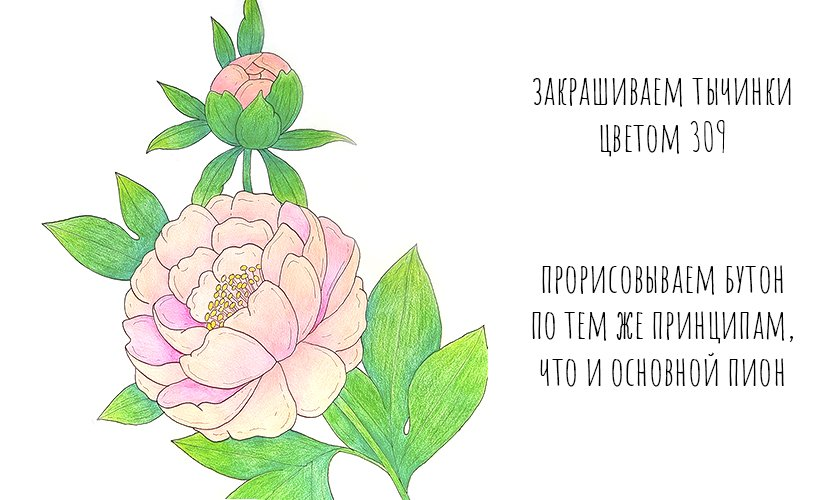 закрашиваем тычинки
цветом 309
прорисовываем бутон
по тем же принципам,
что и основной пион